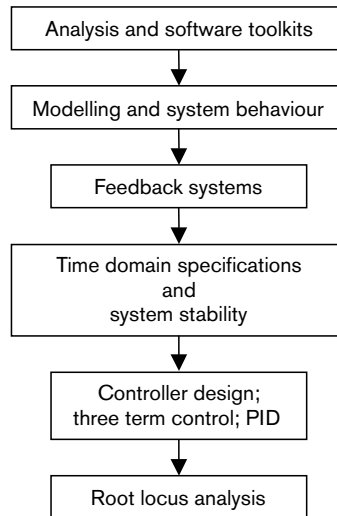 Analysis and software toolkits
Modelling and system behaviour
Feedback systems
Time domain specifications
and
system stability
Controller design;
three term control; PID
Root locus analysis